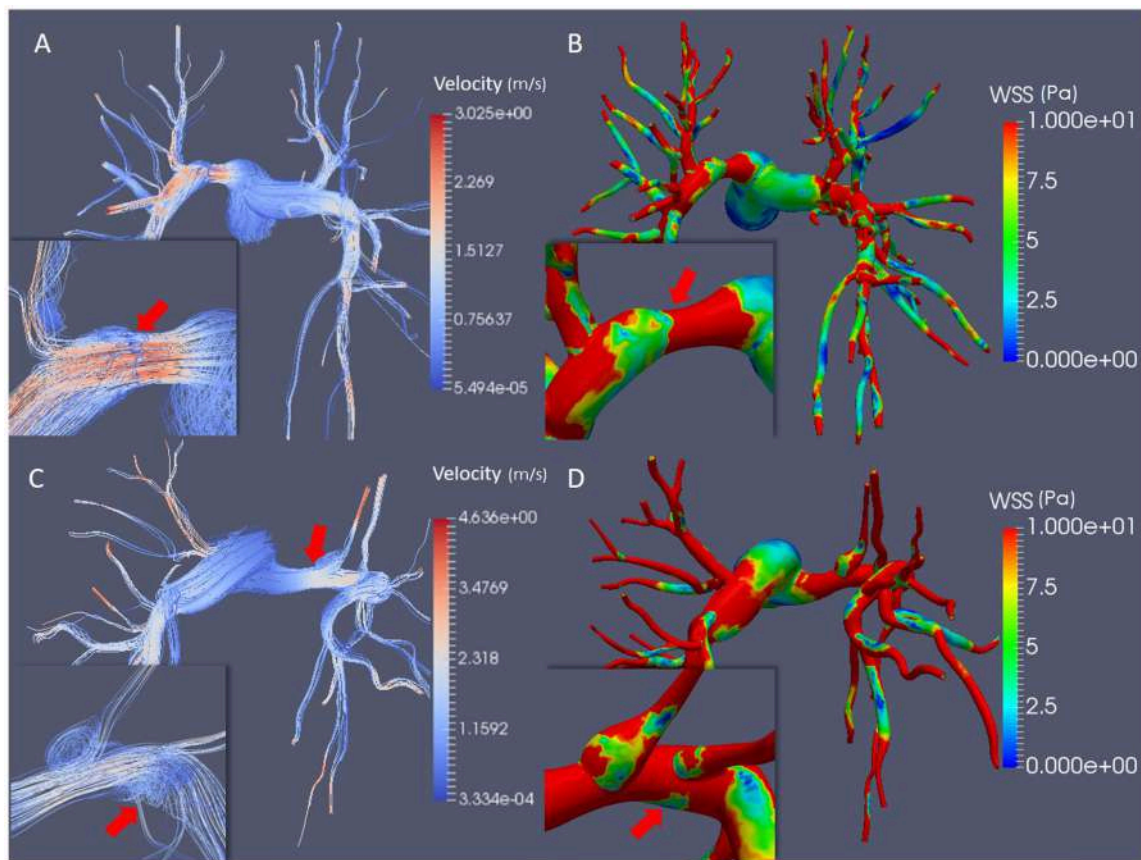 A
Velocity (m/s)
3.025e+00
2.269
1.5127
0.75637
5.494e-05
B
WSS (Pa)
1.000e+01
7.5
5
2.5
0.000e+00
C
Velocity (m/s)
4.636e+00
3.4769
2.318
1.1592
3.334e-04
D
WSS (Pa)
1.000e+01
7.5
5
2.5
0.000e+00